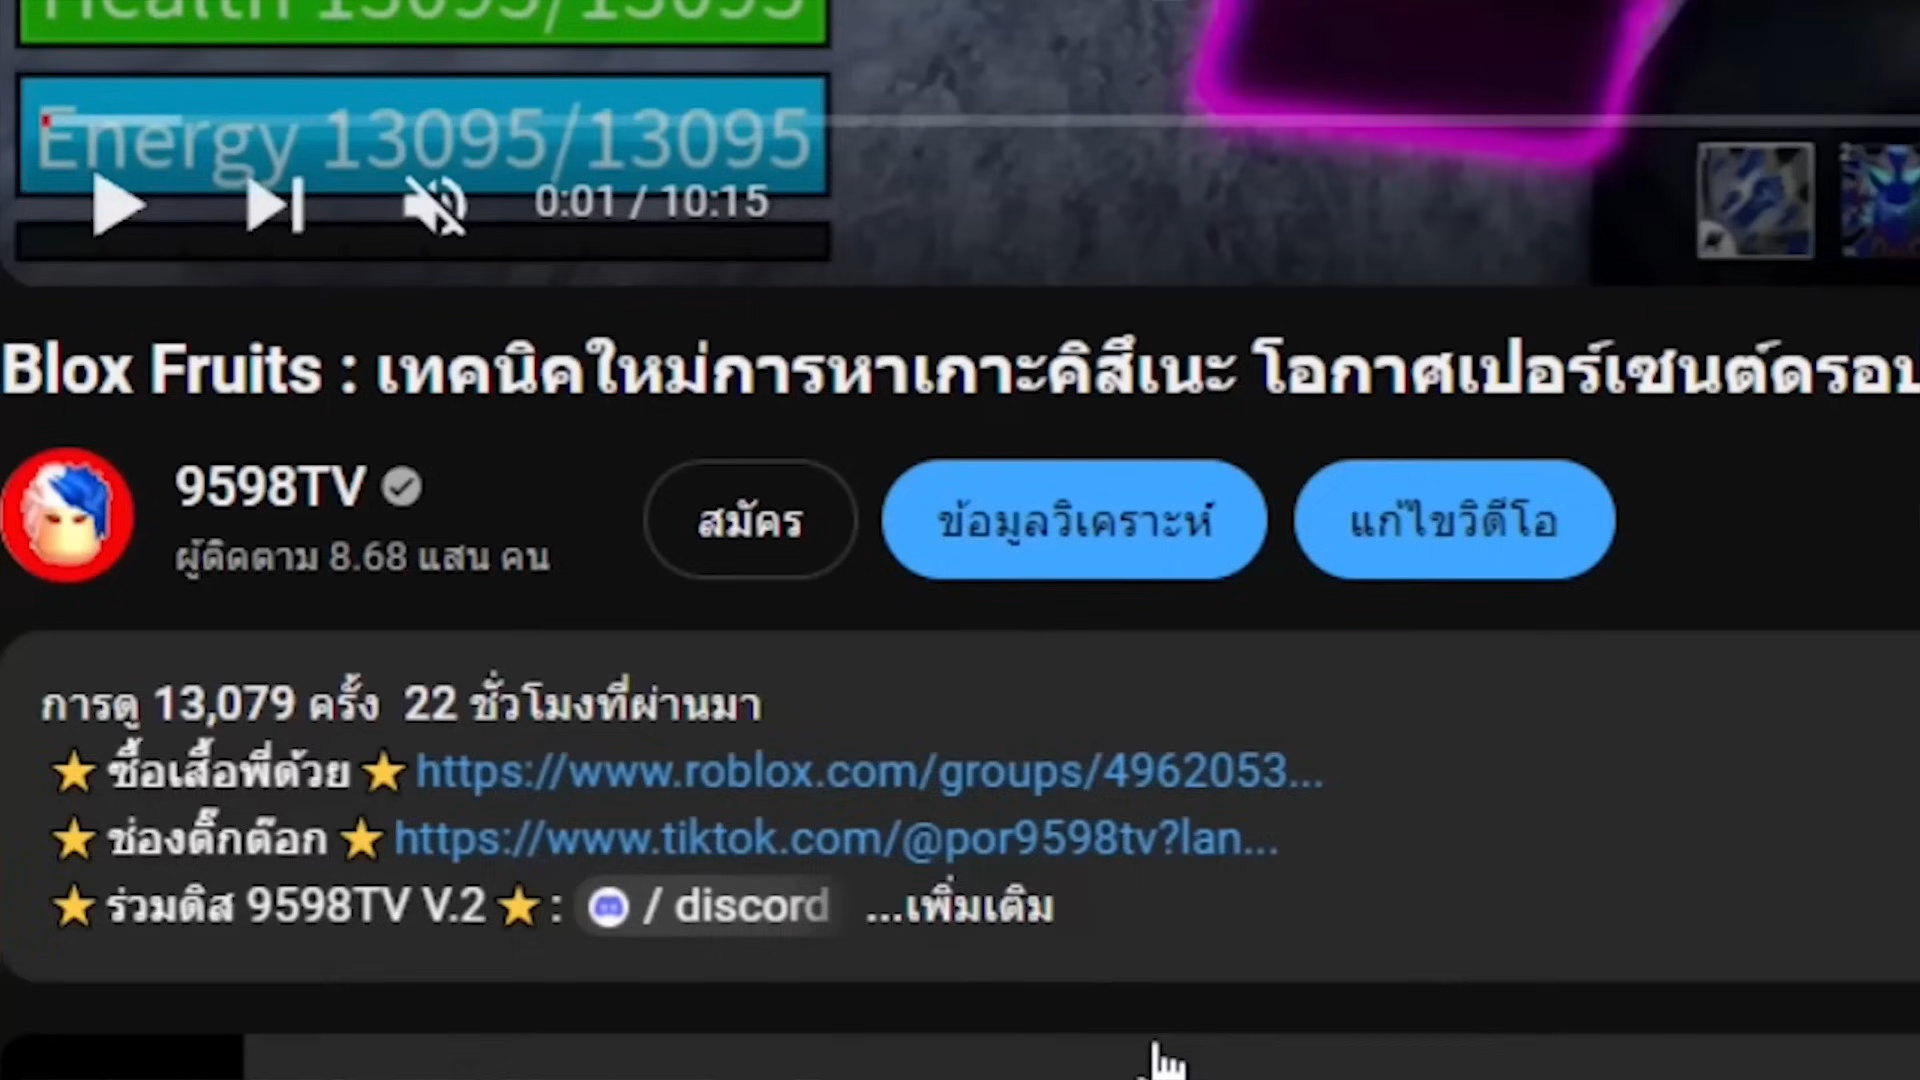 Health 13095/13095
Energy 13095/13095
0:01 / 10:15
Blox Fruits : เทคนิคใหม่การหาเกาะคิสึเนะ โอกาศเปอร์เซนต์ดรอป
9598TV
ผู้ติดตาม 8.68 แสน คน
สมัคร
ข้อมูลวิเคราะห์
แก้ไขวิดีโอ
การดู 13,079 ครั้ง 22 ชั่วโมงที่ผ่านมา
⭐ ซื้อเสื้อพี่ด้วย ⭐ https://www.roblox.com/groups/4962053...
⭐ ช่องติ๊กต๊อก ⭐ https://www.tiktok.com/@por9598tv?lan...
⭐ ร่วมดิส 9598TV V.2 ⭐ : / discord ...เพิ่มเติม